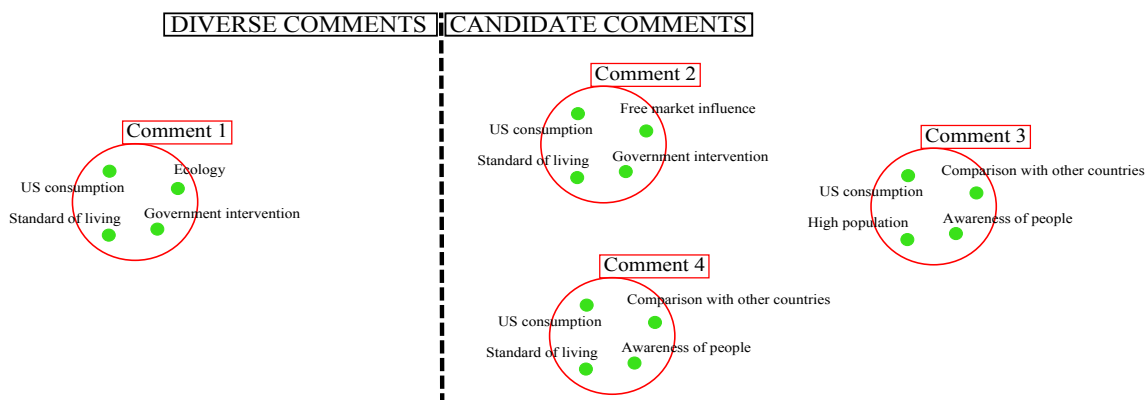 DIVERSE COMMENTS
CANDIDATE COMMENTS
Comment 1
Ecology
US consumption
Standard of living
Government intervention
Comment 2
Free market influence
US consumption
Standard of living
Government intervention
Comment 3
Comparison with other countries
US consumption
High population
Awareness of people
Comment 4
Comparison with other countries
US consumption
Standard of living
Awareness of people